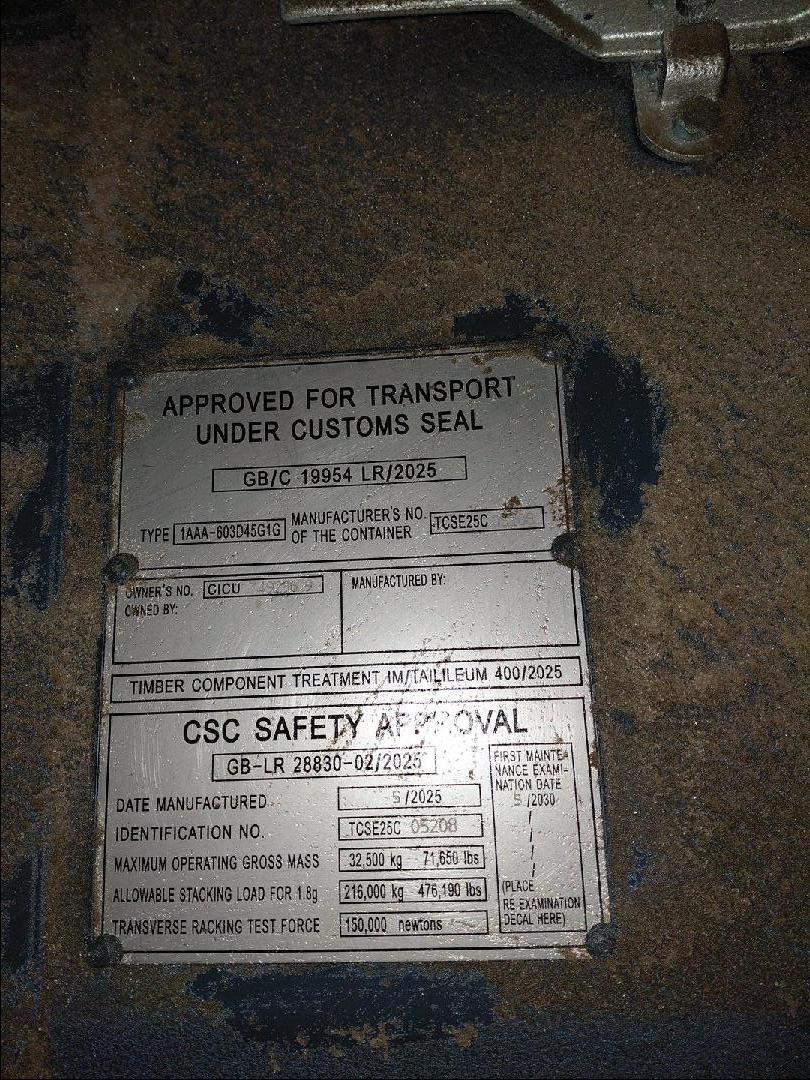 APPROVED FOR TRANSPORT
UNDER CUSTOMS SEAL
GB/C 19954 LR/2025
TYPE 1AAA-603D45G1G MANUFACTURER'S NO. OF THE CONTAINER TCSE25C
OWNER'S NO. CICU
OWNED BY:
MANUFACTURED BY:
TIMBER COMPONENT TREATMENT IM/TAILILEUM 400/2025
CSC SAFETY APPROVAL
GB-LR 28830-02/2025
DATE MANUFACTURED 5/2025
IDENTIFICATION NO. TCSE25C 05208
MAXIMUM OPERATING GROSS MASS 32,500 kg 71,650 lbs
ALLOWABLE STACKING LOAD FOR 1.8g 216,000 kg 476,190 lbs
TRANSVERSE RACKING TEST FORCE 150,000 newtons
FIRST MAINTE-
NANCE EXAMI-
NATION DATE
5 /2030
/
/
/
(PLACE
RE-EXAMINATION
DECAL HERE)